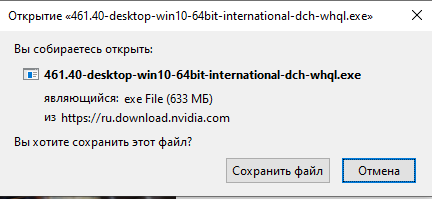 Открытие «461.40-desktop-win10-64bit-international-dch-whql.exe»
Вы собираетесь открыть:
461.40-desktop-win10-64bit-international-dch-whql.exe
являющийся: exe File (633 МБ)
из https://ru.download.nvidia.com
Вы хотите сохранить этот файл?
Сохранить файл Отмена